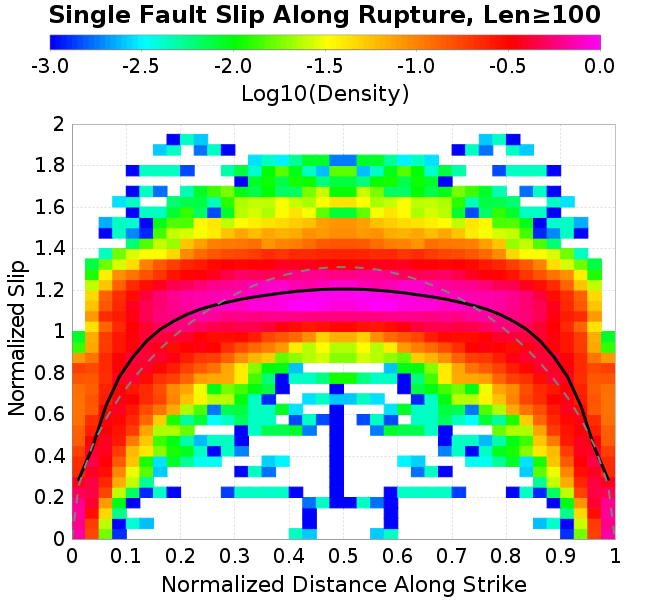 Single Fault Slip Along Rupture, Len≥100
-3.0 -2.5 -2.0 -1.5 -1.0 -0.5 0.0
Log10(Density)
2
1.8
1.6
1.4
1.2
1
0.8
0.6
0.4
0.2
0
Normalized Slip
0 0.1 0.2 0.3 0.4 0.5 0.6 0.7 0.8 0.9 1
Normalized Distance Along Strike